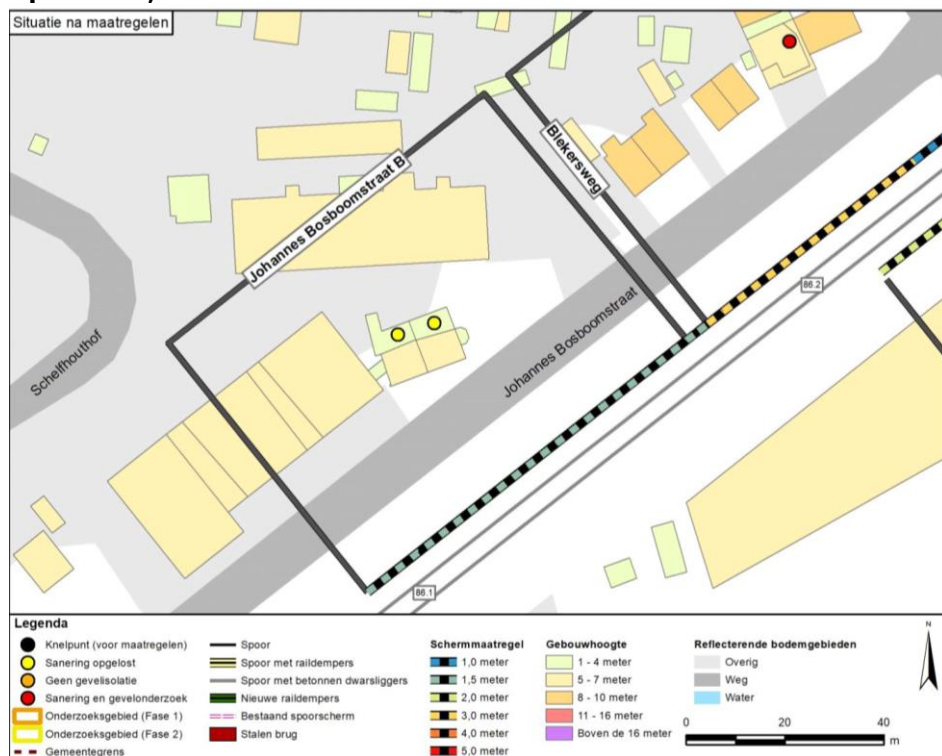 Situatie na maatregelen
Blekersweg
Johannes Bosboomstraat B
86.2
Johannes Bosboomstraat
Schelfhouthof
86.1
Legenda
Knelpunt (voor maatregelen)
Sanering opgelost
Geen gevelisolatie
Sanering en gevelonderzoek
Onderzoeksgebied (Fase 1)
Onderzoeksgebied (Fase 2)
Gemeentegrens
Spoor
Spoor met raildempers
Spoor met betonnen dwarsliggers
Nieuwe raildempers
Bestaand spoorscherm
Stalen brug
Schermmaatregel
1,0 meter
1,5 meter
2,0 meter
3,0 meter
4,0 meter
5,0 meter
Gebouwhoogte
1 - 4 meter
5 - 7 meter
8 - 10 meter
11 - 16 meter
Boven de 16 meter
Reflecterende bodemgebieden
Overig
Weg
Water
N
0 20 40
m